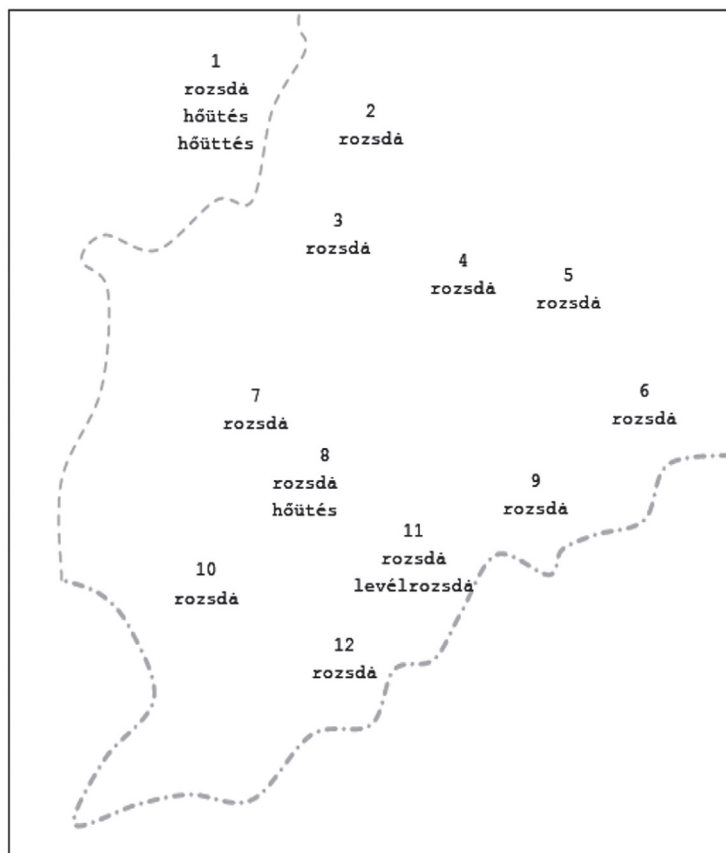 1
rozsdȧ
hőütés
hőüttés
2
rozsdȧ
3
rozsdȧ
4
rozsdȧ
5
rozsdȧ
6
rozsdȧ
7
rozsdȧ
8
rozsdȧ
hőütés
9
rozsdȧ
10
rozsdȧ
11
rozsdȧ
levélrozsdȧ
12
rozsdȧ